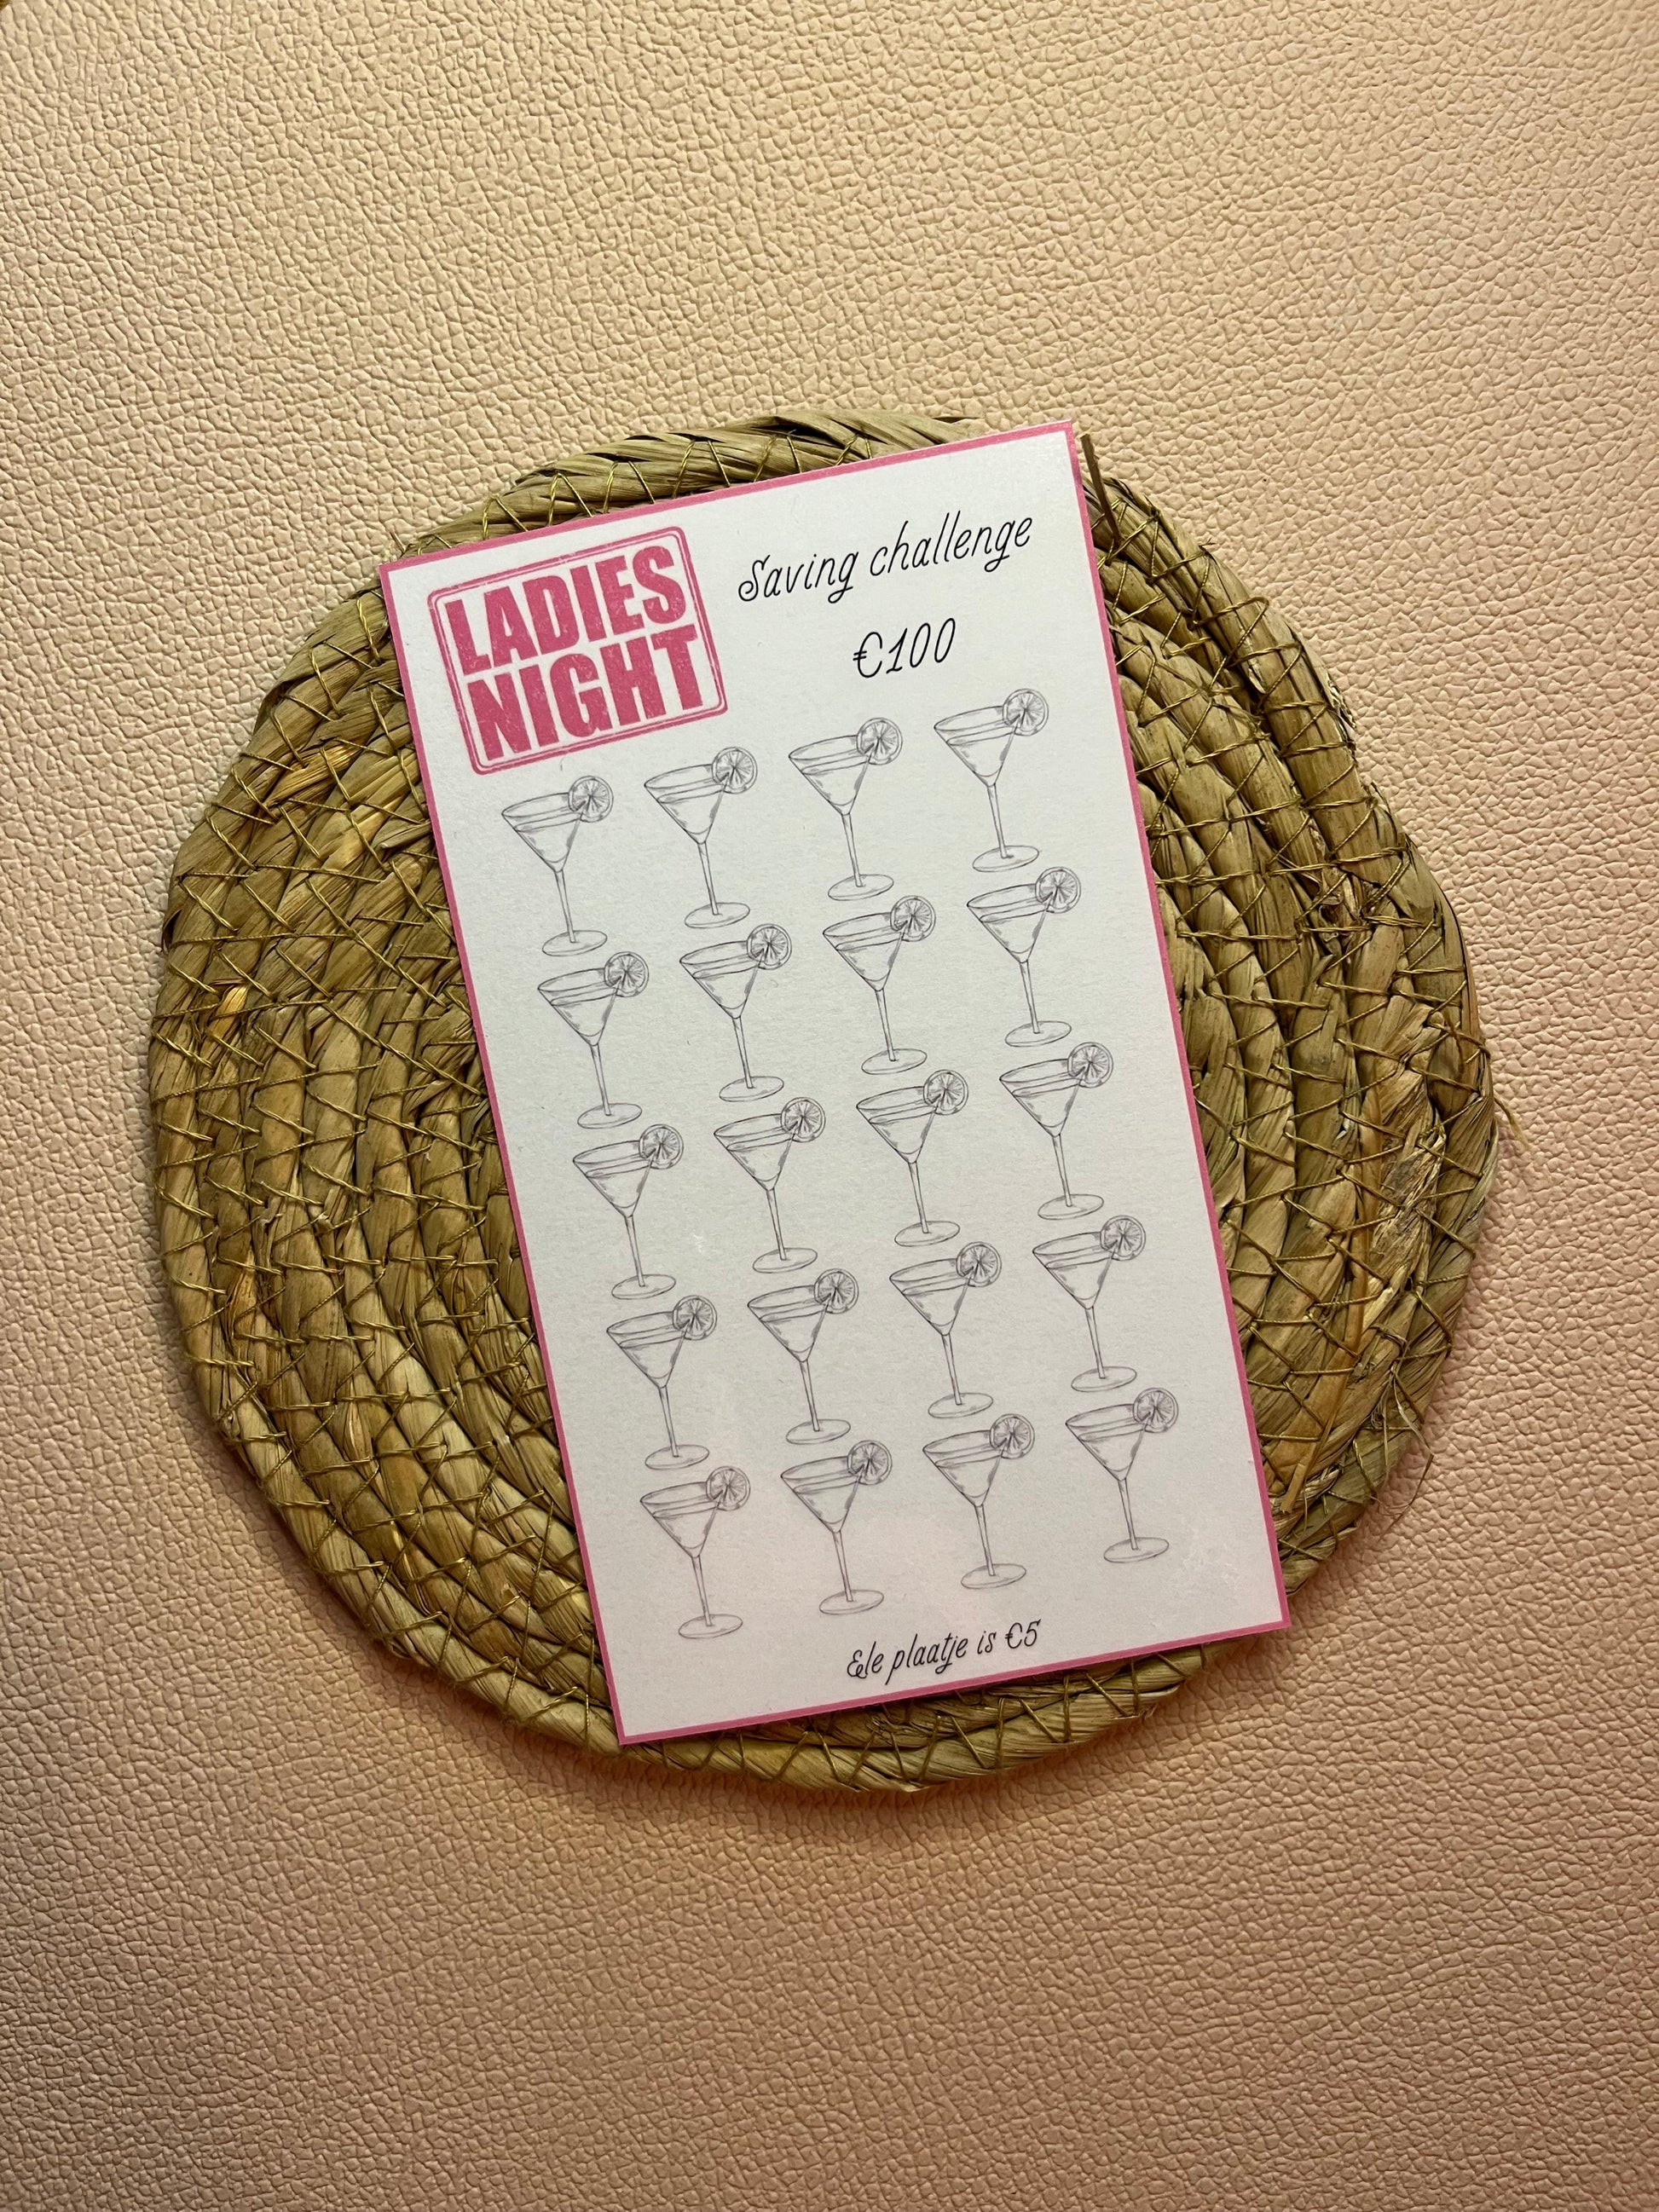 LADIES
NIGHT
Saving challenge
€100
Ele plaatje is €5